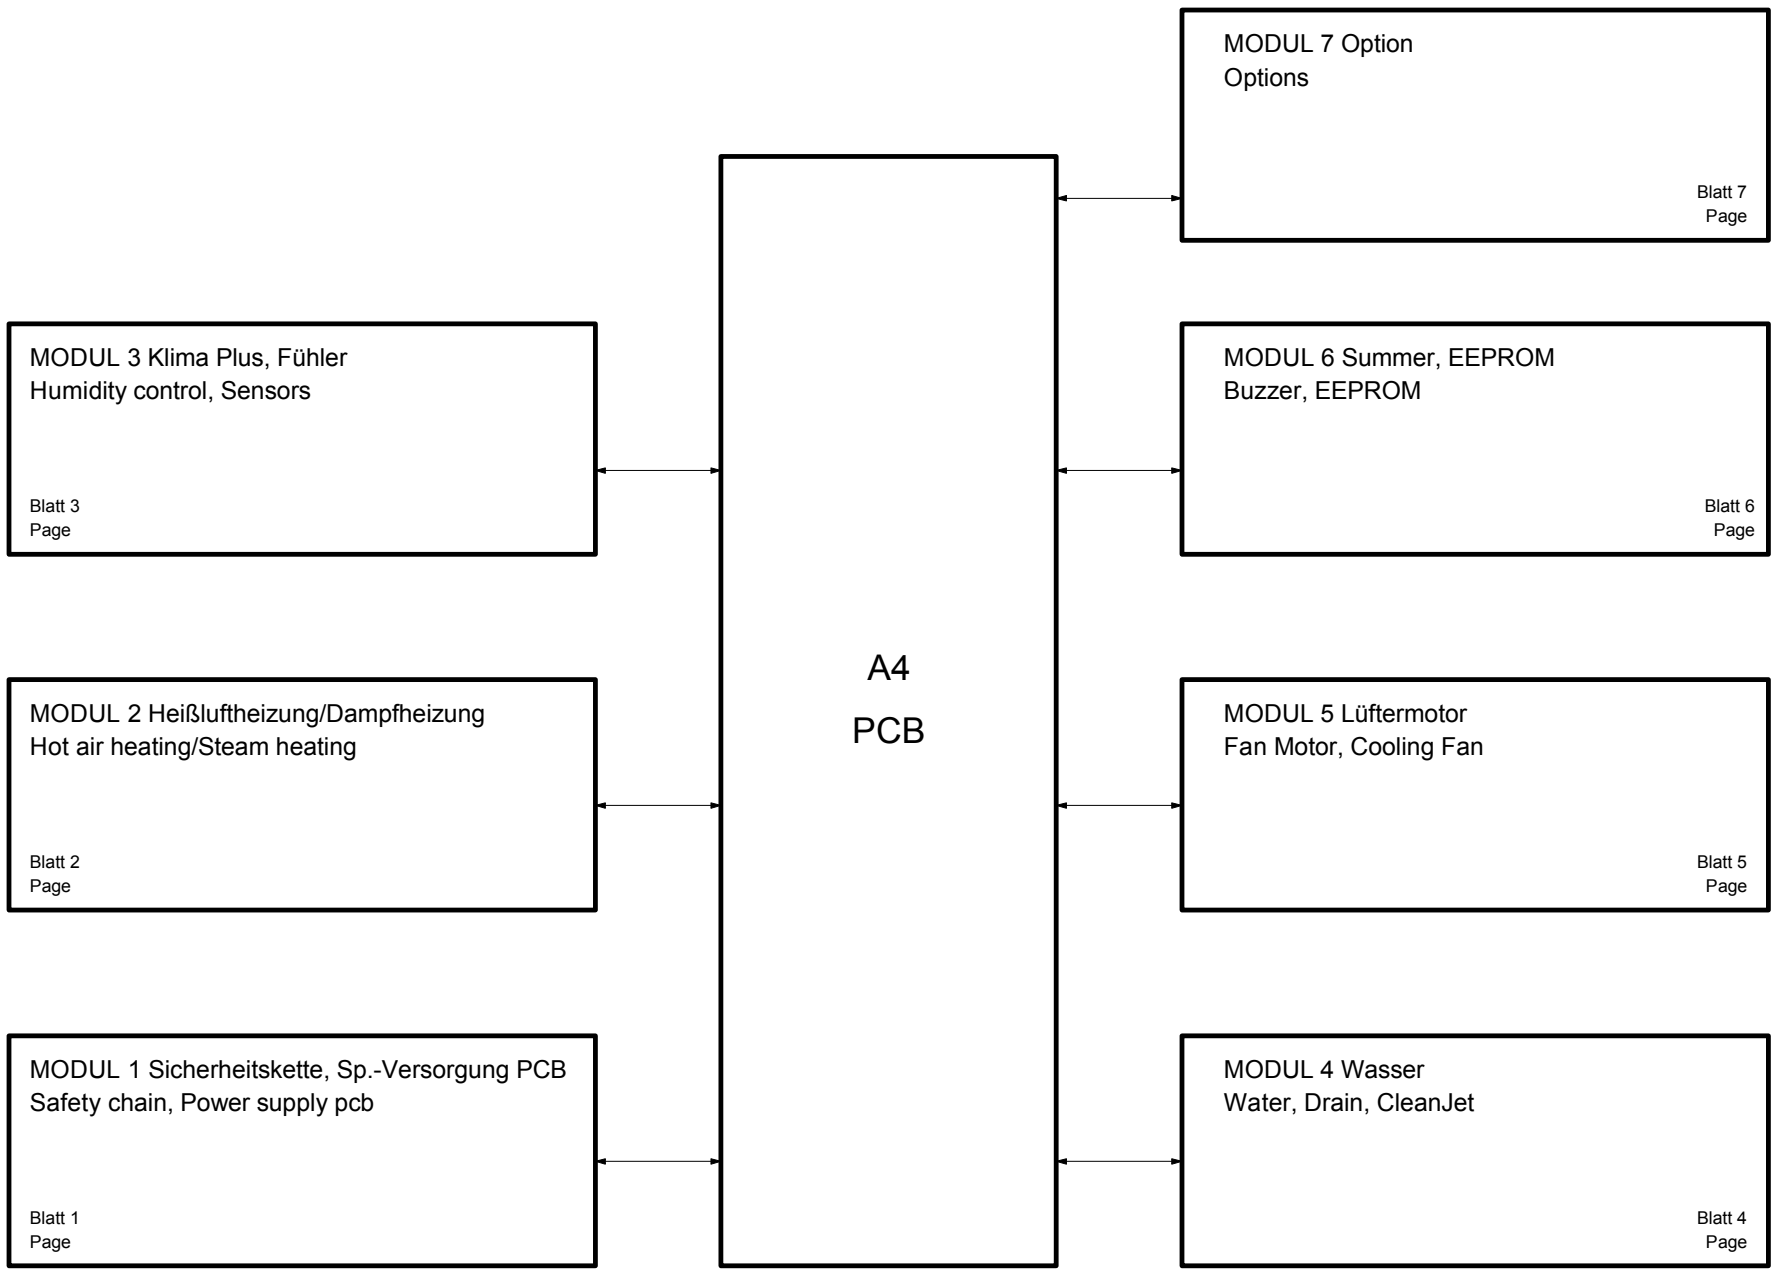 MODUL 7 Option
Options
Blatt 7
Page
MODUL 3 Klima Plus, Fühler
Humidity control, Sensors
Blatt 3
Page
MODUL 6 Summer, EEPROM
Buzzer, EEPROM
Blatt 6
Page
A4
PCB
MODUL 2 Heißluftheizung/Dampfheizung
Hot air heating/Steam heating
Blatt 2
Page
MODUL 5 Lüftermotor
Fan Motor, Cooling Fan
Blatt 5
Page
MODUL 1 Sicherheitskette, Sp.-Versorgung PCB
Safety chain, Power supply pcb
Blatt 1
Page
MODUL 4 Wasser
Water, Drain, CleanJet
Blatt 4
Page